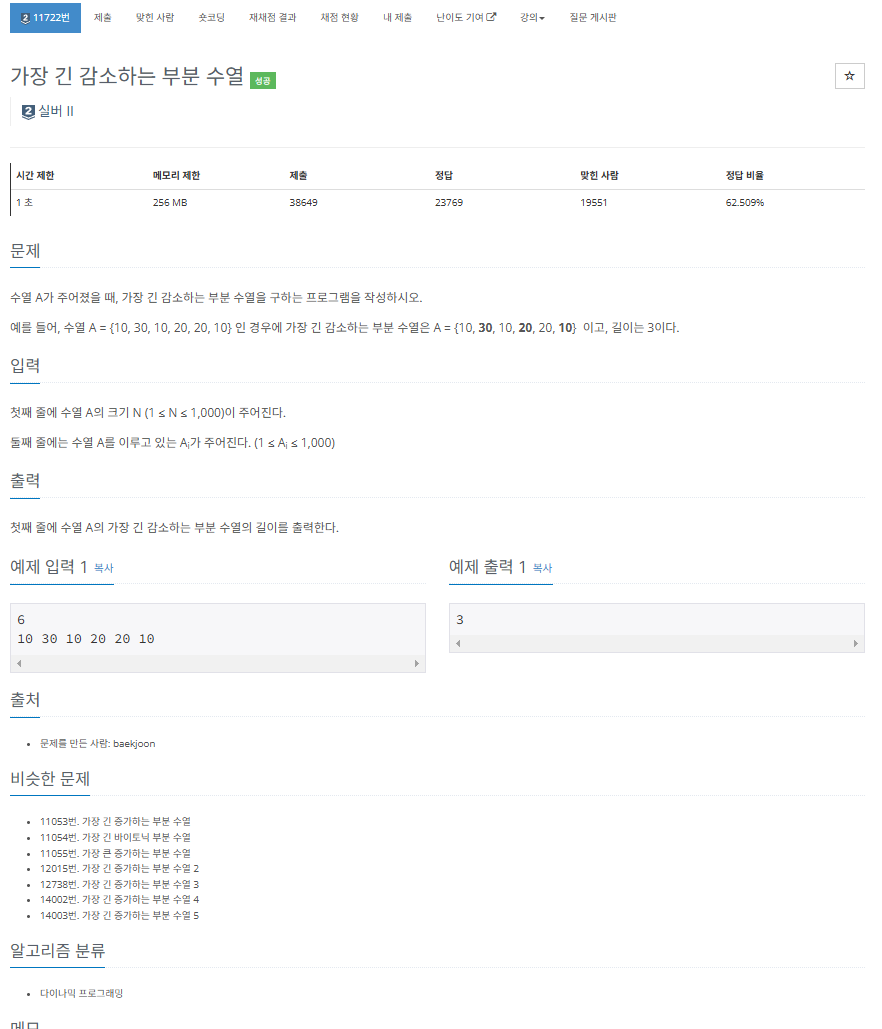 2 11722번 제출 맞힌 사람 숏코딩 재채점 결과 채점 현황 내 제출 난이도 기여 강의 질문 게시판
가장 긴 감소하는 부분 수열 성공
2 실버 II
시간 제한 메모리 제한 제출 정답 맞힌 사람 정답 비율
1 초 256 MB 38649 23769 19551 62.509%
문제
수열 A가 주어졌을 때, 가장 긴 감소하는 부분 수열을 구하는 프로그램을 작성하시오.
예를 들어, 수열 A = {10, 30, 10, 20, 20, 10} 인 경우에 가장 긴 감소하는 부분 수열은 A = {10, 30, 10, 20, 20, 10} 이고, 길이는 3이다.
입력
첫째 줄에 수열 A의 크기 N (1 ≤ N ≤ 1,000)이 주어진다.
둘째 줄에는 수열 A를 이루고 있는 Ai가 주어진다. (1 ≤ Ai ≤ 1,000)
출력
첫째 줄에 수열 A의 가장 긴 감소하는 부분 수열의 길이를 출력한다.
예제 입력 1 복사
6
10 30 10 20 20 10
예제 출력 1 복사
3
출처
문제를 만든 사람: baekjoon
비슷한 문제
11053번. 가장 긴 증가하는 부분 수열
11054번. 가장 긴 바이토닉 부분 수열
11055번. 가장 큰 증가하는 부분 수열
12015번. 가장 긴 증가하는 부분 수열 2
12738번. 가장 긴 증가하는 부분 수열 3
14002번. 가장 긴 증가하는 부분 수열 4
14003번. 가장 긴 증가하는 부분 수열 5
알고리즘 분류
다이나믹 프로그래밍
메모